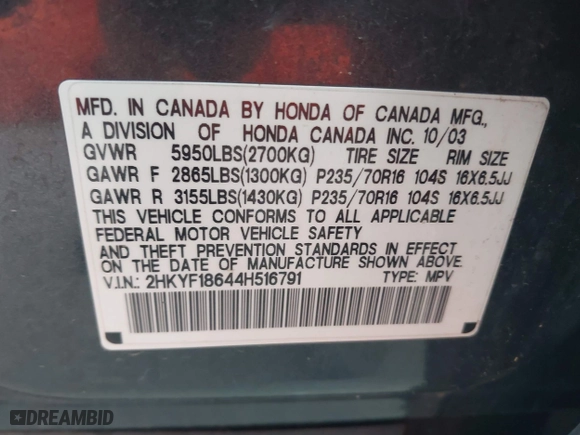 MFD. IN CANADA BY HONDA OF CANADA MFG.,
A DIVISION OF HONDA CANADA INC. 10/03
GVWR 5950LBS(2700KG) TIRE SIZE RIM SIZE
GAWR F 2865LBS(1300KG) P235/70R16 104S 16X6.5JJ
GAWR R 3155LBS(1430KG) P235/70R16 104S 16X6.5JJ
THIS VEHICLE CONFORMS TO ALL APPLICABLE
FEDERAL MOTOR VEHICLE SAFETY
AND THEFT PREVENTION STANDARDS IN EFFECT
ON THE DATE OF MANUFACTURE SHOWN ABOVE.
V.I.N.: 2HKYF18644H516791 TYPE: MPV
DREAMBID